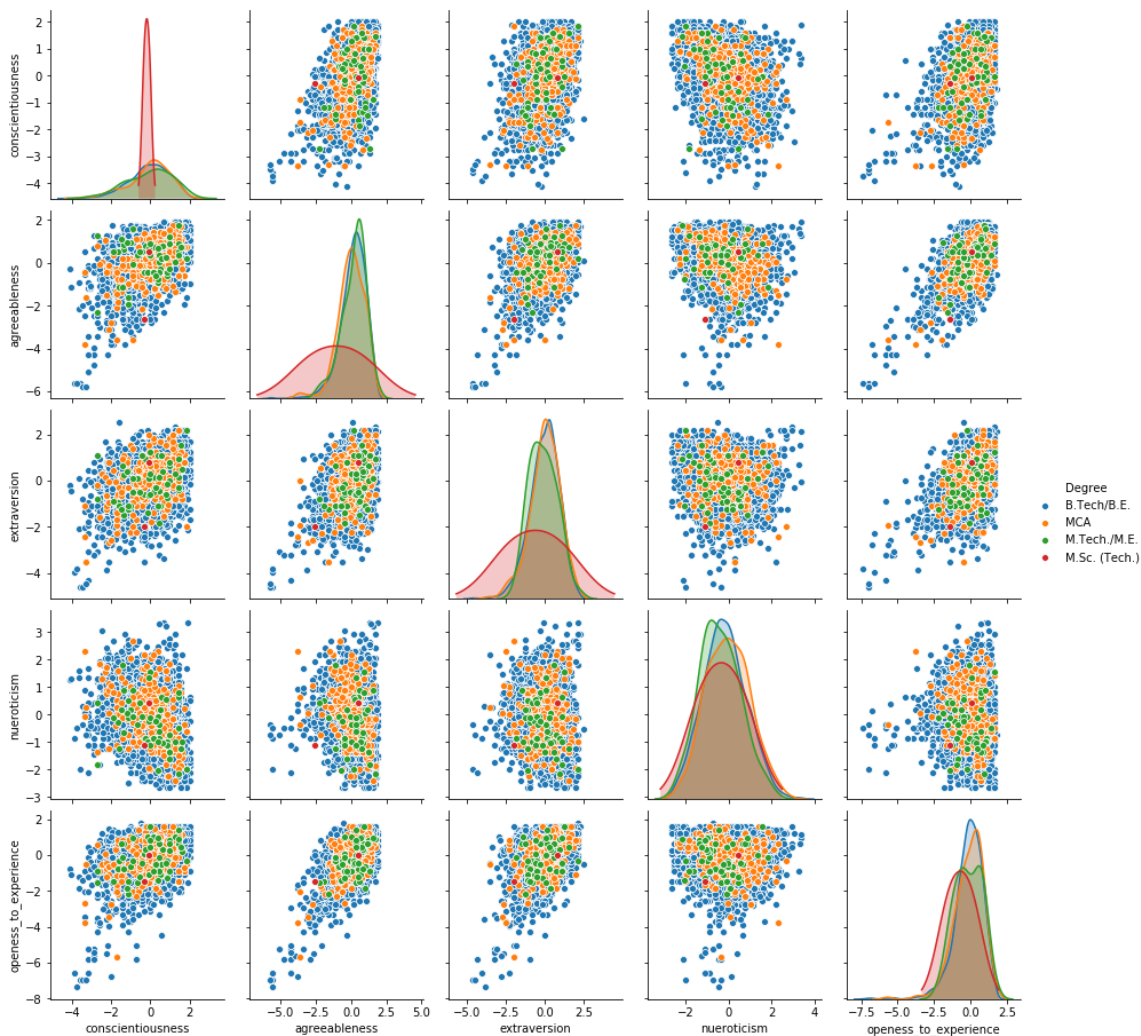 conscientiousness
2
1
0
−1
−2
−3
−4
agreeableness
2
0
−2
−4
−6
extraversion
2
0
−2
−4
nueroticism
3
2
1
0
−1
−2
−3
openess_to_experience
2
0
−2
−4
−6
−8
−4 −2 0 2
conscientiousness
−5.0 −2.5 0.0 2.5 5.0
agreeableness
−5.0 −2.5 0.0 2.5
extraversion
−2 0 2 4
nueroticism
−7.5 −5.0 −2.5 0.0 2.5
openess_to_experience
Degree
B.Tech/B.E.
MCA
M.Tech./M.E.
M.Sc. (Tech.)